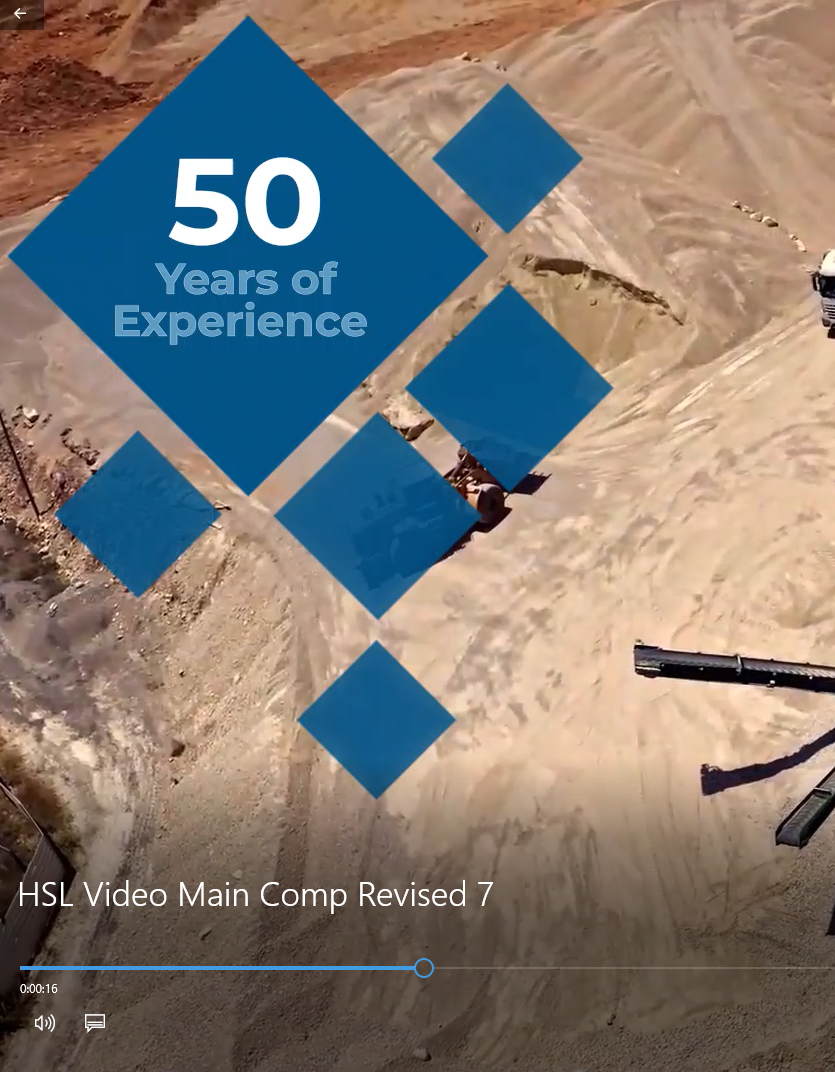 50
Years of
Experience
HSL Video Main Comp Revised 7
0:00:16